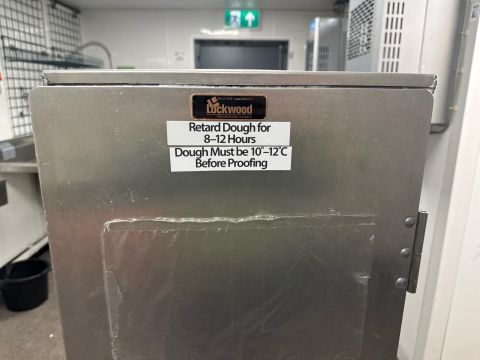 Lockwood
Retard Dough for
8–12 Hours
Dough Must be 10°–12°C
Before Proofing